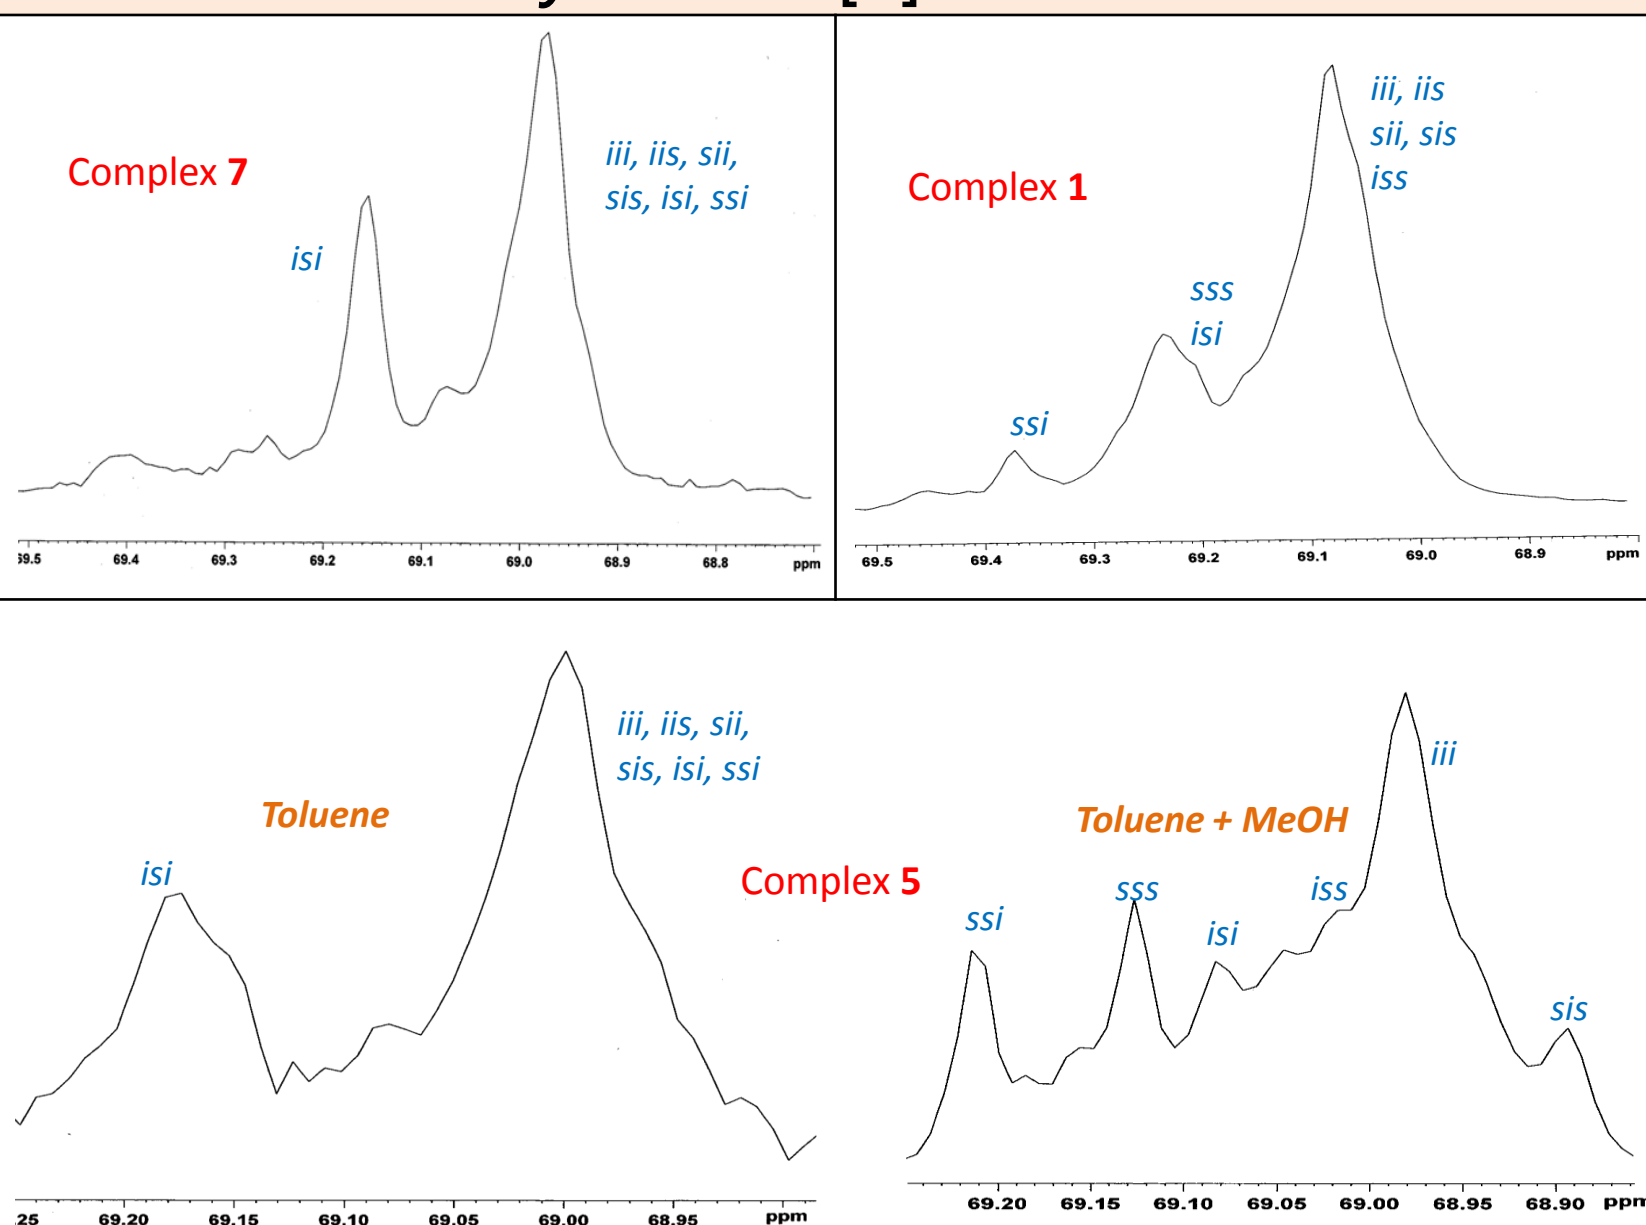 Complex 7
isi
iii, iis, sii,
sis, isi, ssi
69.4 69.3 69.2 69.1 69.0 68.9 68.8 ppm
Complex 1
ssi
sss
isi
iii, iis
sii, sis
iss
69.5 69.4 69.3 69.2 69.1 69.0 68.9 ppm
Complex 5
Toluene
isi
iii, iis, sii,
sis, isi, ssi
25 69.20 69.15 69.10 69.05 69.00 68.95 ppm
Toluene + MeOH
ssi
sss
isi
iss
iii
sis
69.20 69.15 69.10 69.05 69.00 68.95 68.90 ppm